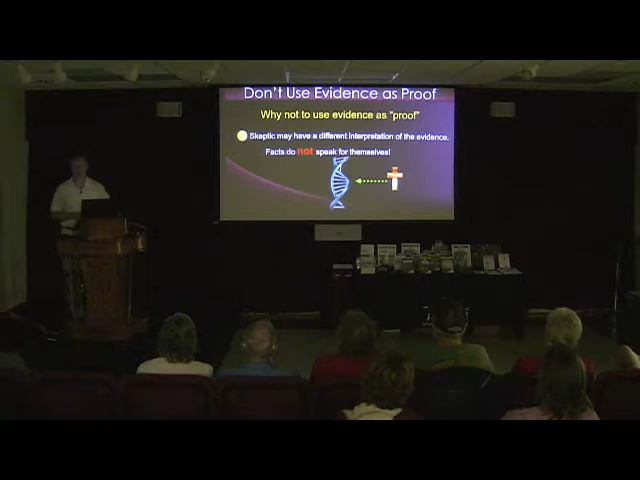 Don't Use Evidence as Proof
Why not to use evidence as "proof"
Skeptic may have a different interpretation of the evidence.
Facts do not speak for themselves!